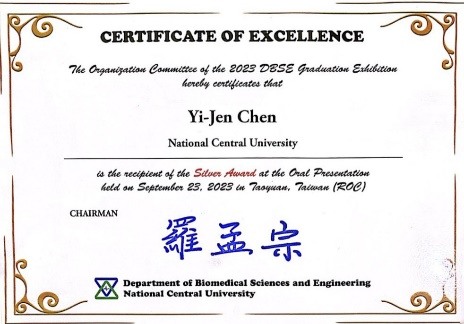 CERTIFICATE OF EXCELLENCE
The Organization Committee of the 2023 DBSE Graduation Exhibition
hereby certificates that
Yi-Jen Chen
National Central University
is the recipient of the Silver Award at the Oral Presentation
held on September 23, 2023 in Taoyuan, Taiwan (ROC)
CHAIRMAN
羅孟宗
Department of Biomedical Sciences and Engineering
National Central University